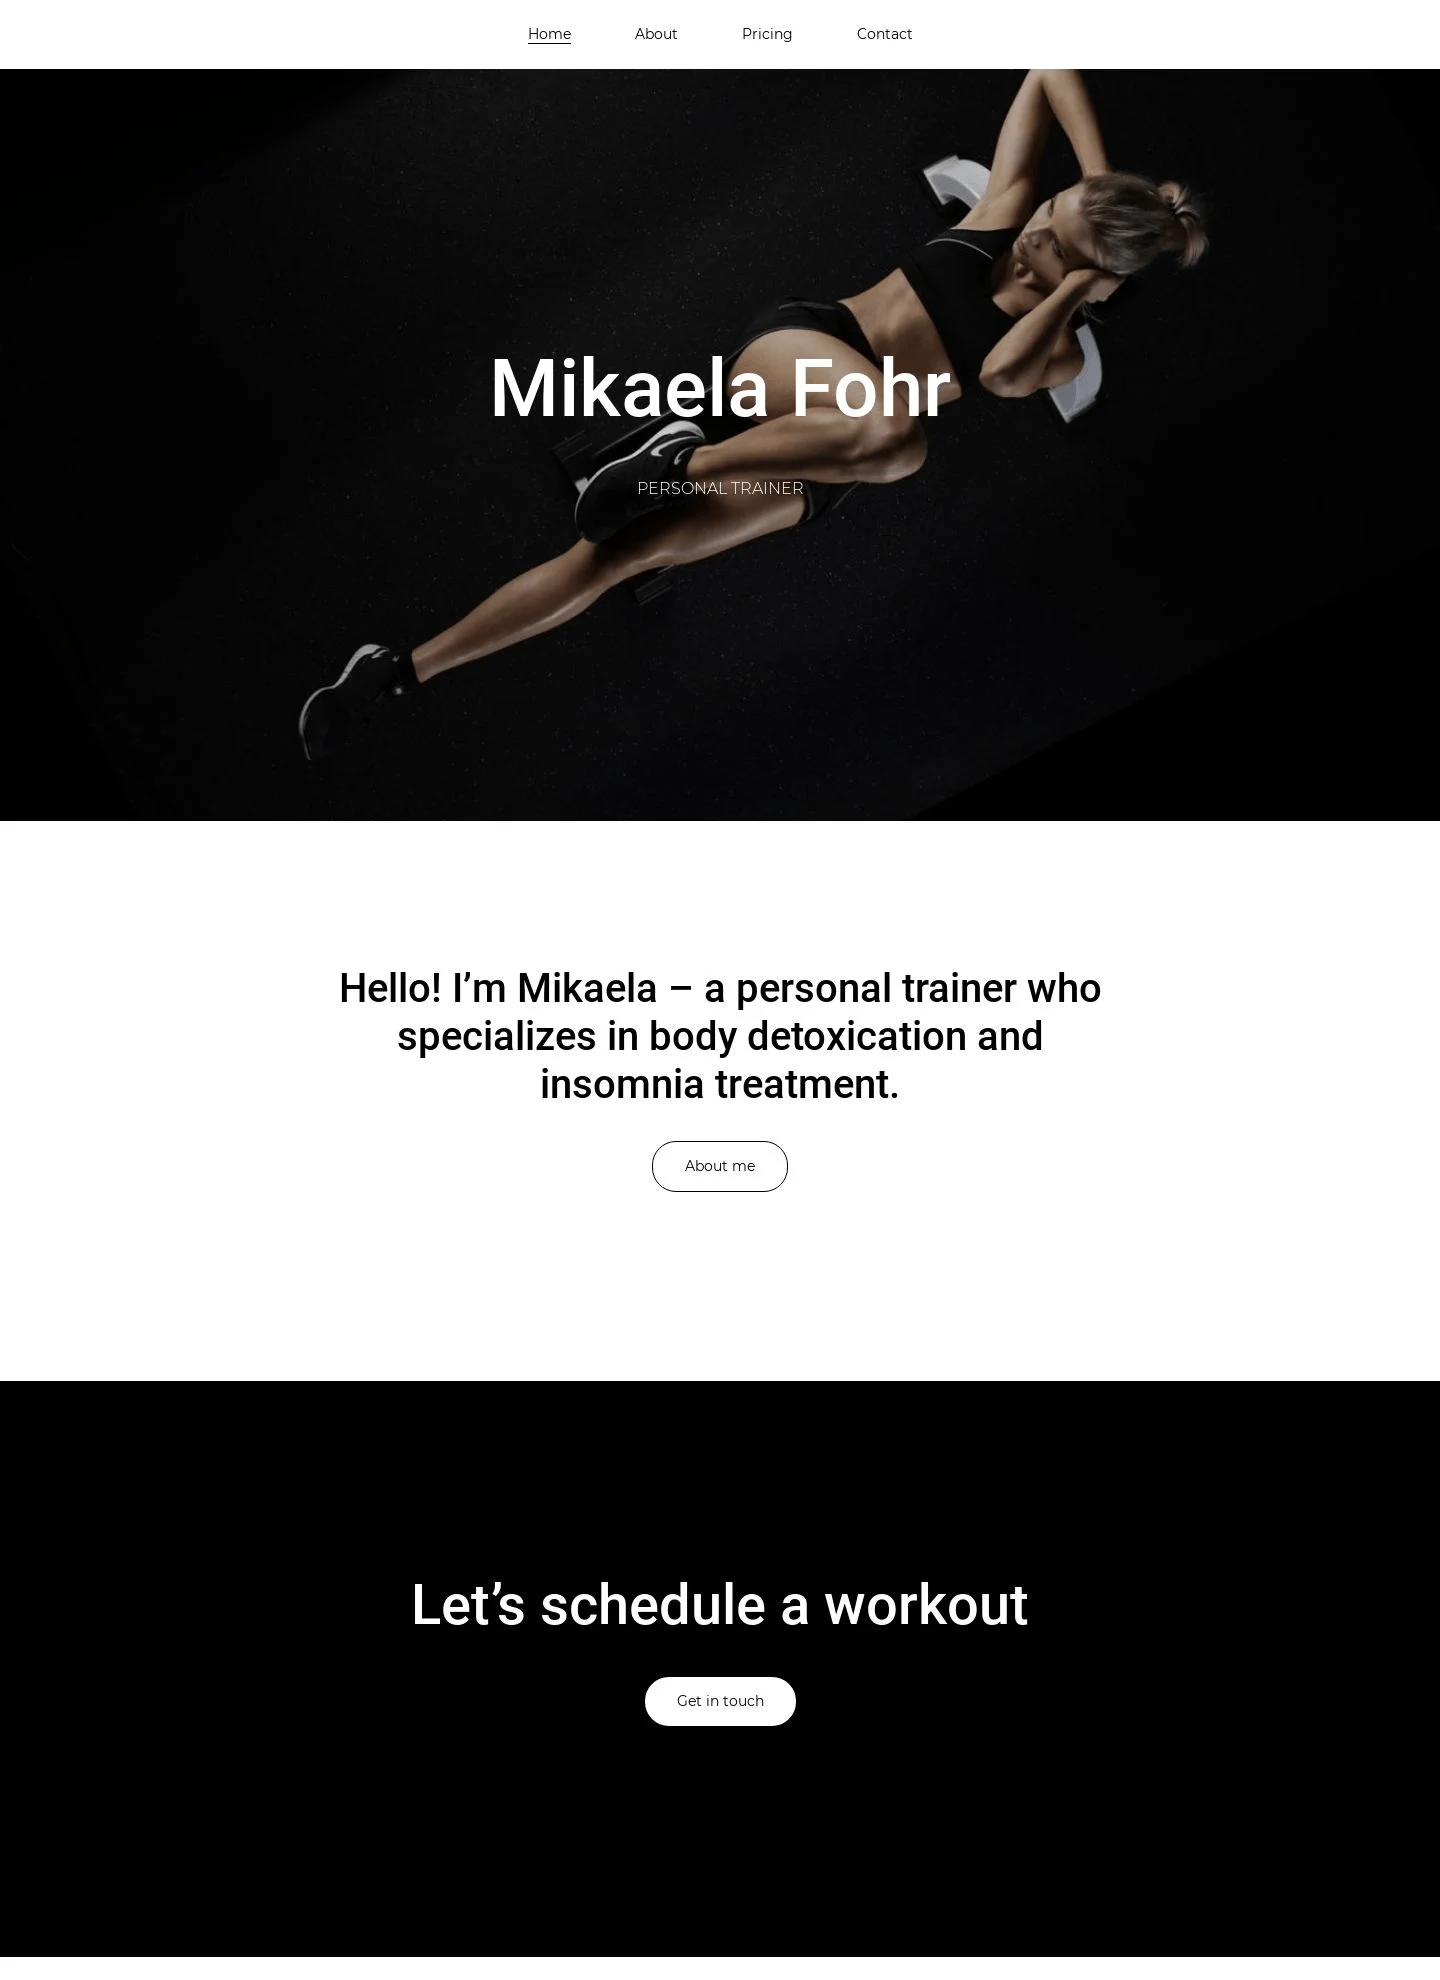 Home About Pricing Contact
Mikaela Fohr
PERSONAL TRAINER
Hello! I’m Mikaela – a personal trainer who
specializes in body detoxication and
insomnia treatment.
About me
Let’s schedule a workout
Get in touch